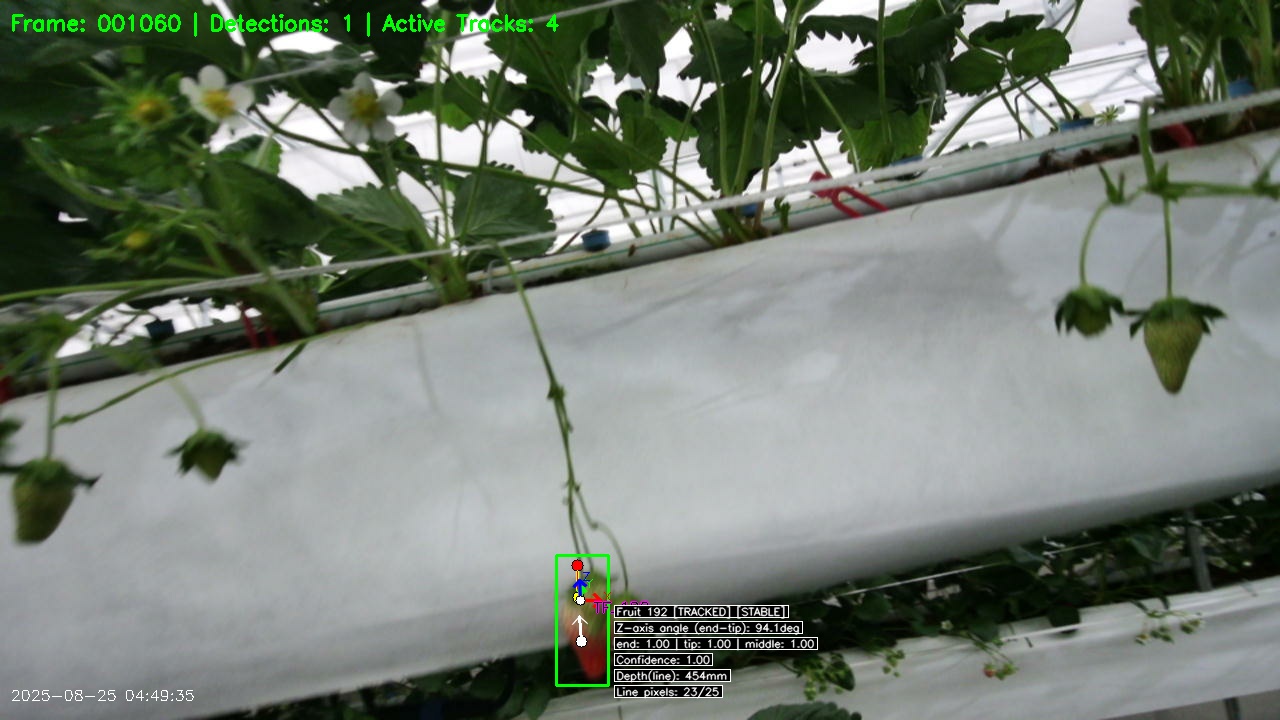 Frame: 001060 | Detections: 1 | Active Tracks: 4
Z
Fruit 192 [TRACKED] [STABLE]
Z-axis angle (end-tip): 94.1deg
end: 1.00 | tip: 1.00 | middle: 1.00
Confidence: 1.00
Depth(line): 454mm
Line pixels: 23/25
2025-08-25 04:49:35